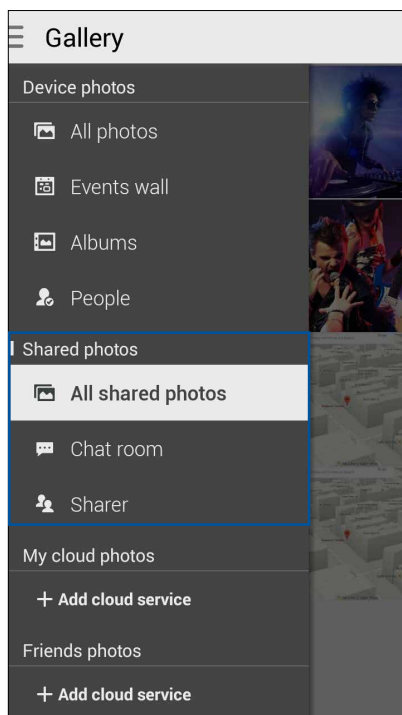 Gallery
Device photos
All photos
Events wall
Albums
People
Shared photos
All shared photos
Chat room
Sharer
My cloud photos
+ Add cloud service
Friends photos
+ Add cloud service